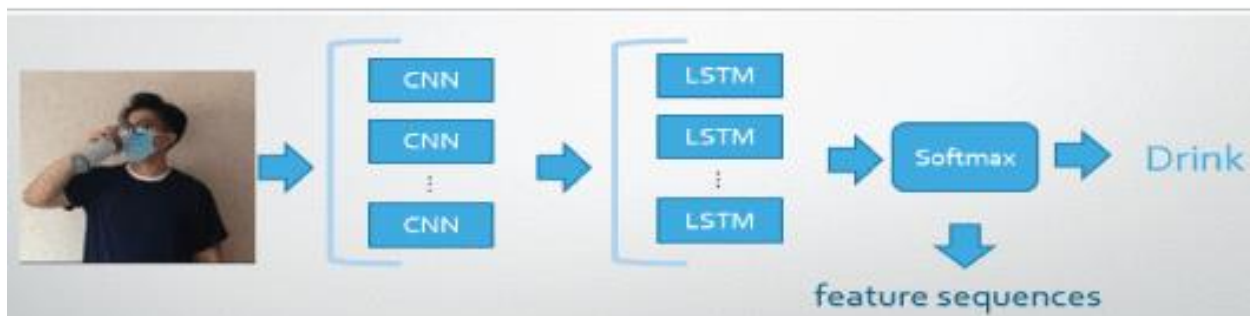 CNN
CNN
⋮
CNN
LSTM
LSTM
⋮
LSTM
Softmax
Drink
feature sequences